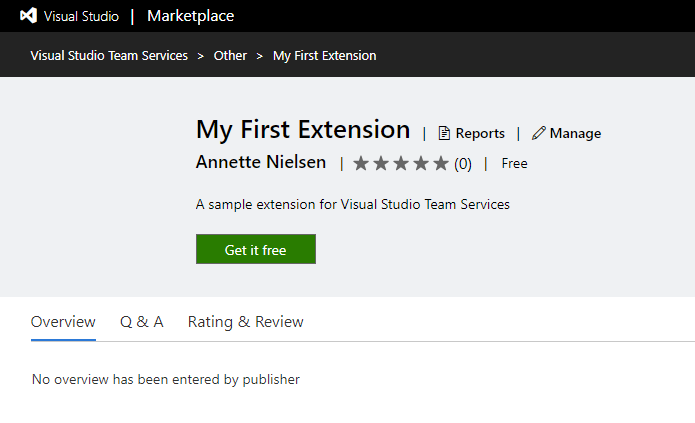 Visual Studio | Marketplace
Visual Studio Team Services > Other > My First Extension
My First Extension | Reports | Manage
Annette Nielsen | ★★★★★ (0) | Free
A sample extension for Visual Studio Team Services
Get it free
Overview Q & A Rating & Review
No overview has been entered by publisher